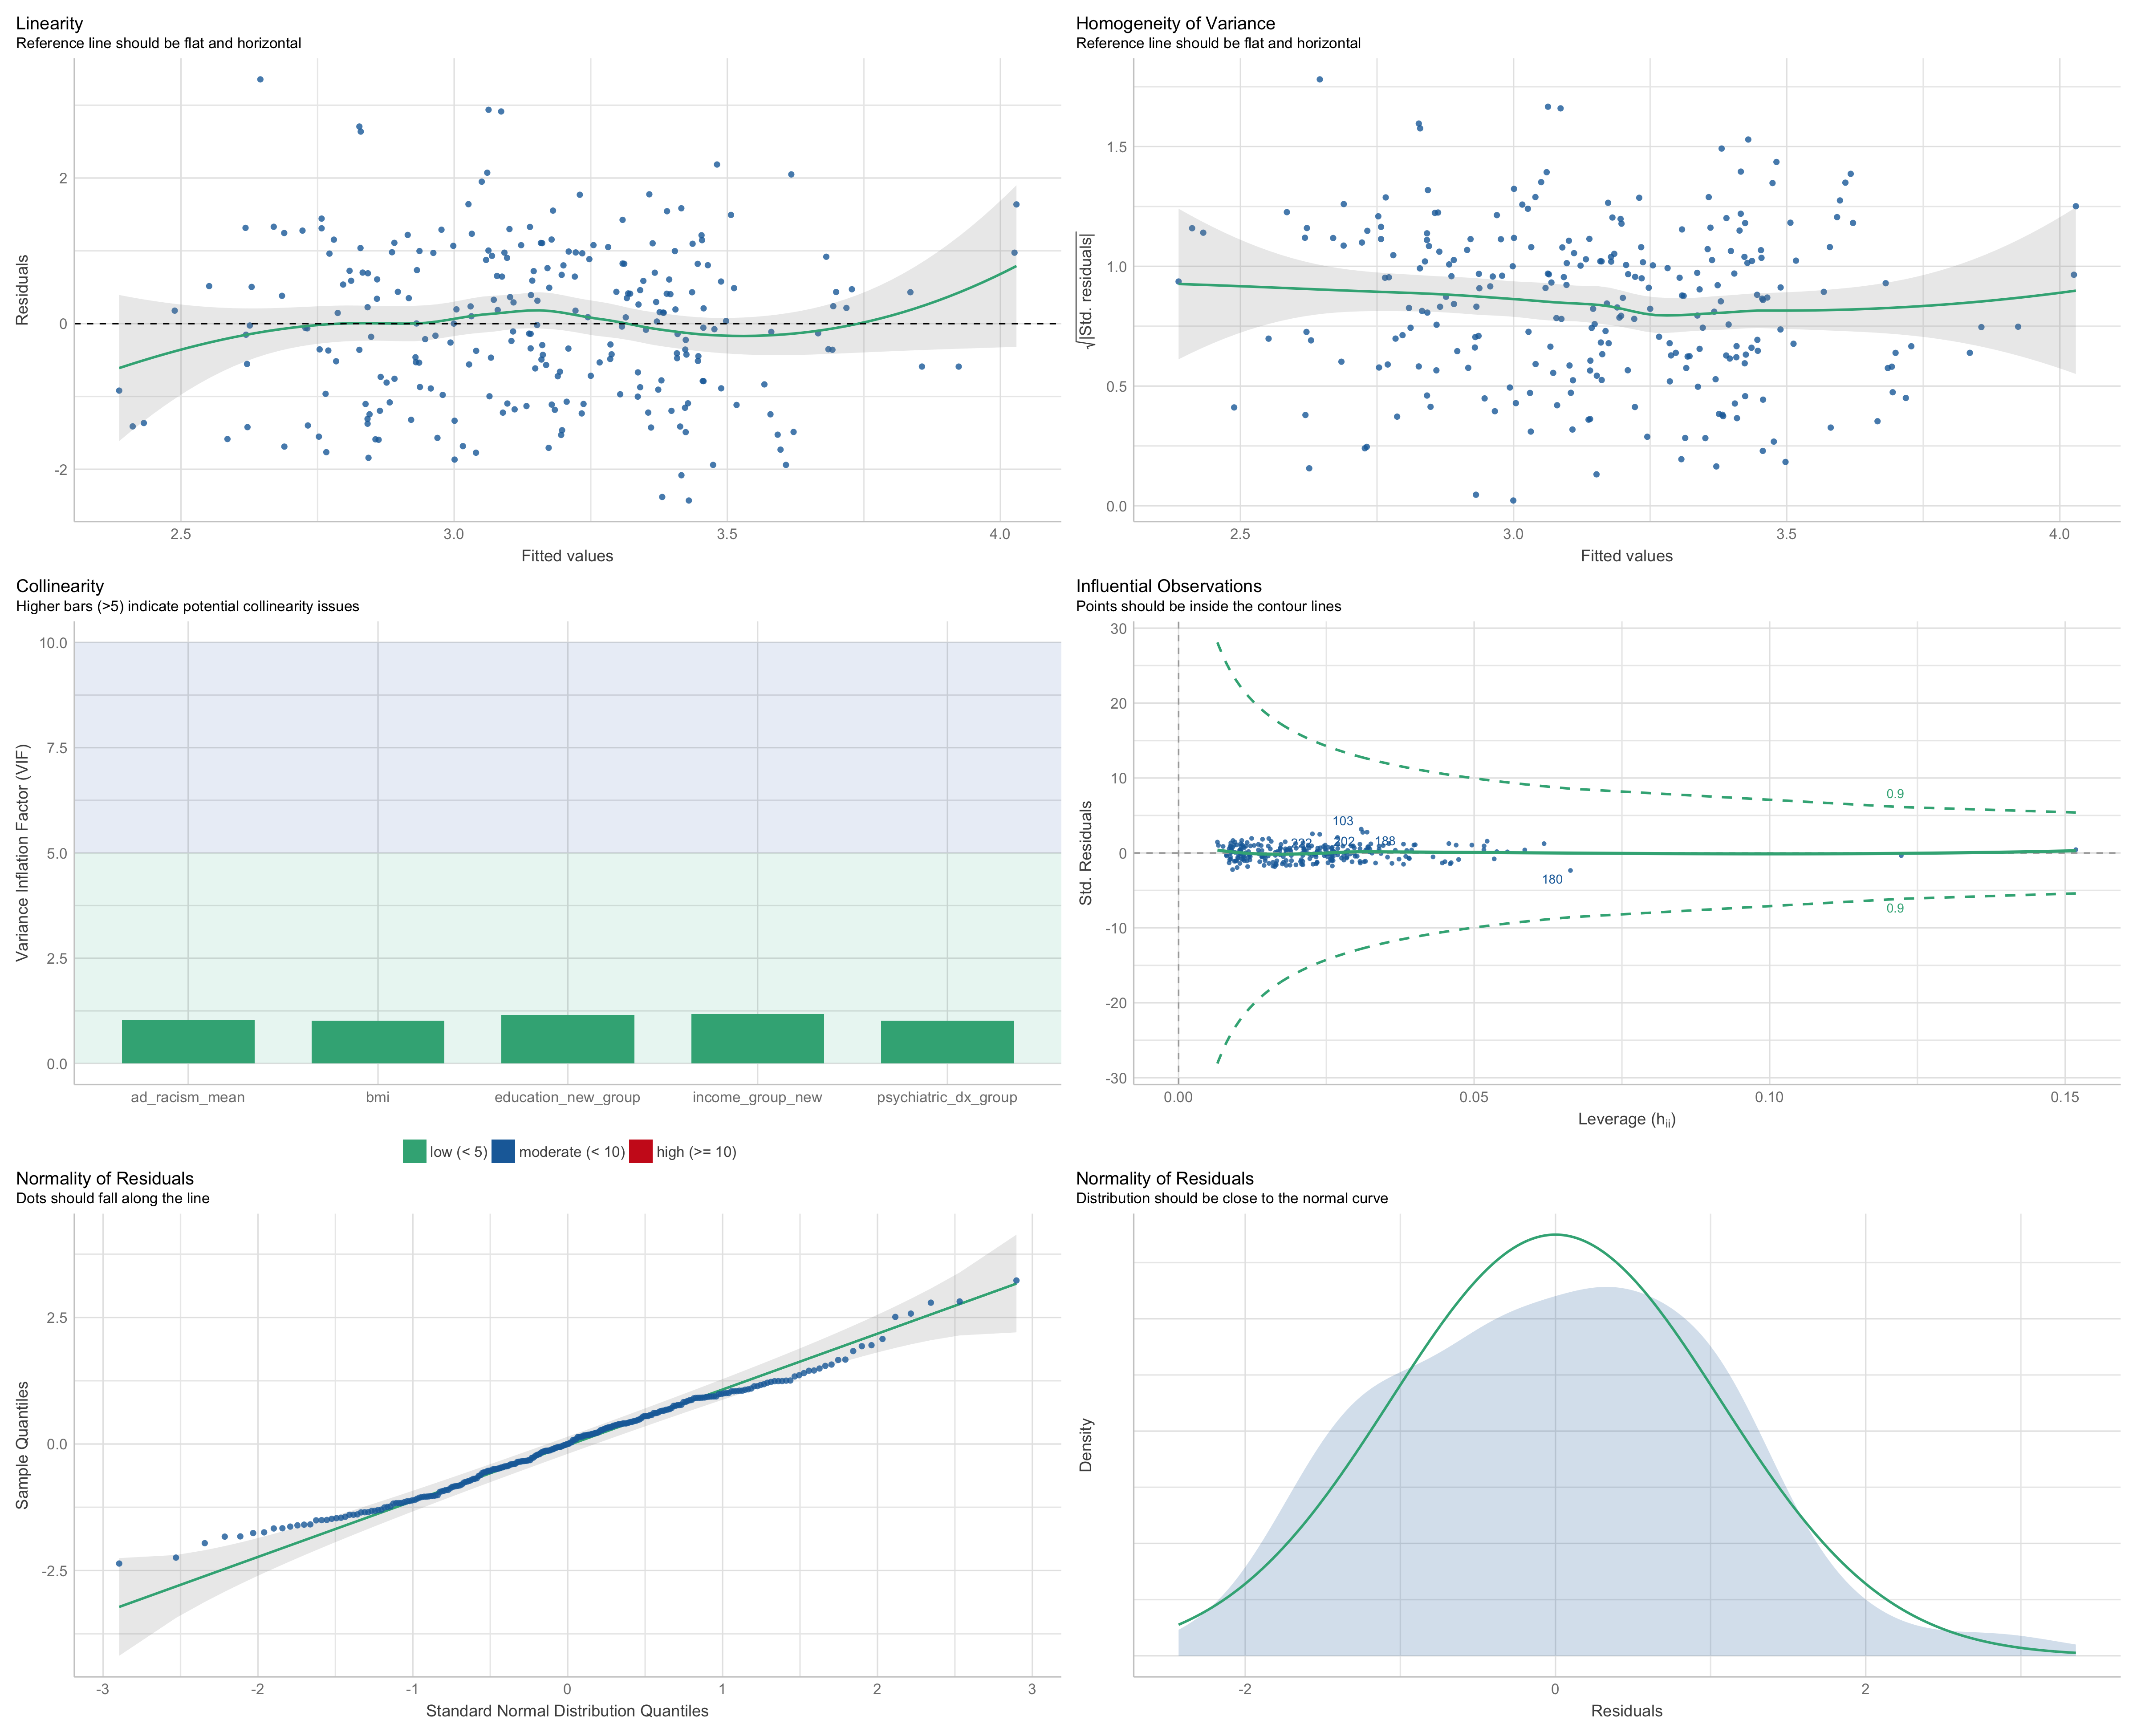 Linearity
Reference line should be flat and horizontal
Residuals
2
0
-2
2.5 3.0 3.5 4.0
Fitted values
Homogeneity of Variance
Reference line should be flat and horizontal
√|Std. residuals|
1.5
1.0
0.5
0.0
2.5 3.0 3.5 4.0
Fitted values
Collinearity
Higher bars (>5) indicate potential collinearity issues
Variance Inflation Factor (VIF)
10.0
7.5
5.0
2.5
0.0
ad_racism_mean bmi education_new_group income_group_new psychiatric_dx_group
low (< 5) moderate (< 10) high (>= 10)
Influential Observations
Points should be inside the contour lines
Std. Residuals
30
20
10
0
-10
-20
-30
0.9
103
202 188
180
0.9
0.00 0.05 0.10 0.15
Leverage (hii)
Normality of Residuals
Dots should fall along the line
Sample Quantiles
2.5
0.0
-2.5
-3 -2 -1 0 1 2 3
Standard Normal Distribution Quantiles
Normality of Residuals
Distribution should be close to the normal curve
Density
-2 0 2
Residuals